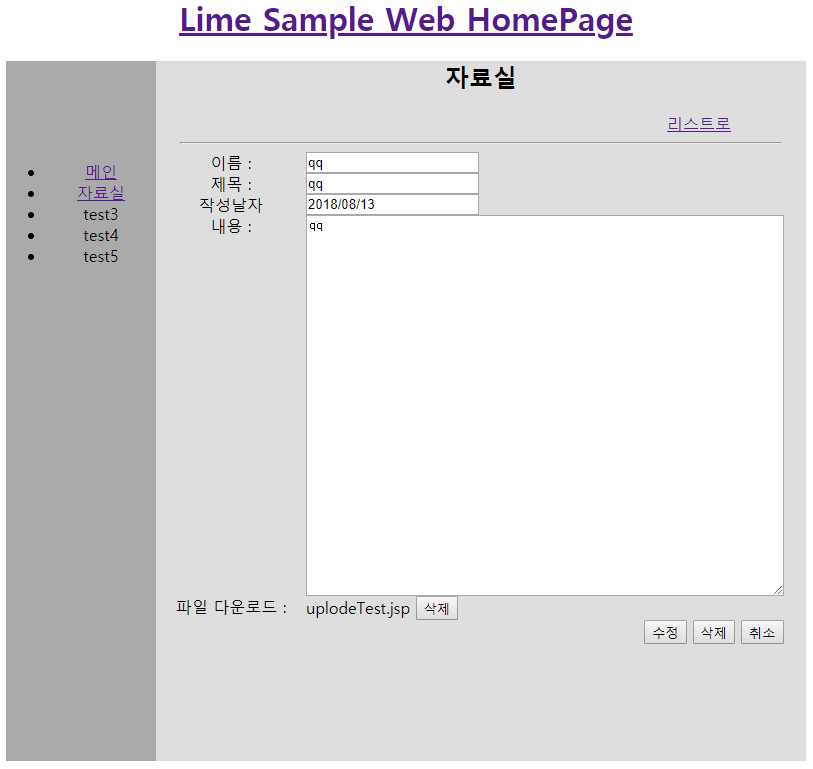 Lime Sample Web HomePage
자료실
리스트로
메인
자료실
test3
test4
test5
이름 : qq
제목 : qq
작성날자 2018/08/13
내용 : qq
파일 다운로드 : uplodeTest.jsp 삭제
수정 삭제 취소